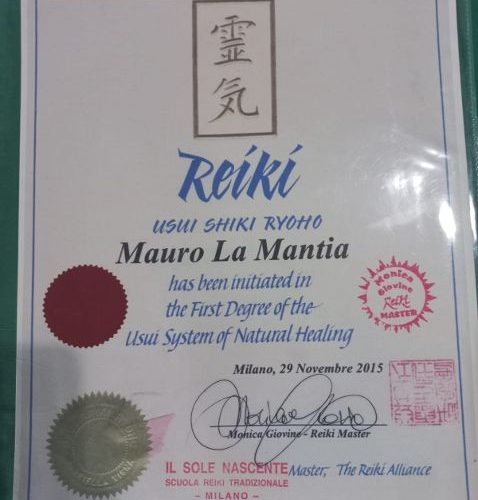 靈
気
Reiki
USUI SHIKI RYOHO
Mauro La Mantia
has been initiated in
the First Degree of the
Usui System of Natural Healing
Monica
Giovine
Reiki
MASTER
Milano, 29 Novembre 2015
Monica Giovine - Reiki Master
IL SOLE NASCENTE Master, The Reiki Alliance
SCUOLA REIKI TRADIZIONALE
- MILANO -